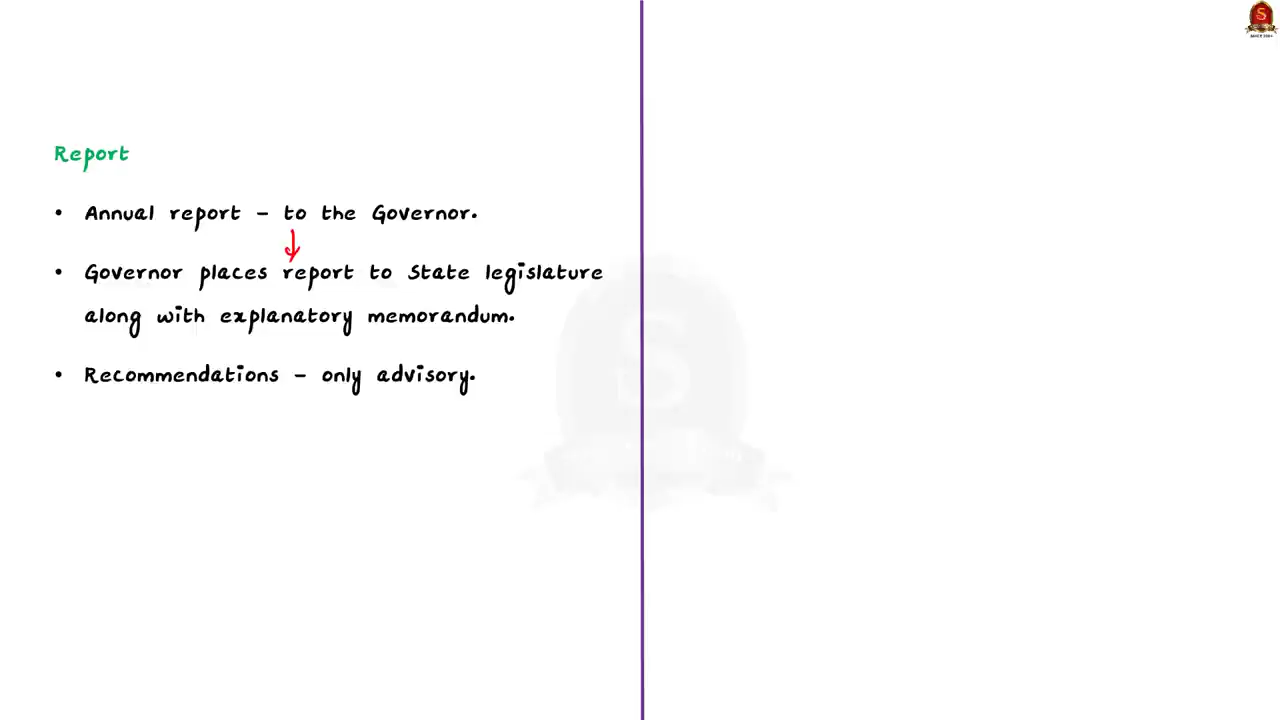 Report
• Annual report - to the Governor.
• Governor places report to State legislature
along with explanatory memorandum.
• Recommendations - only advisory.
S